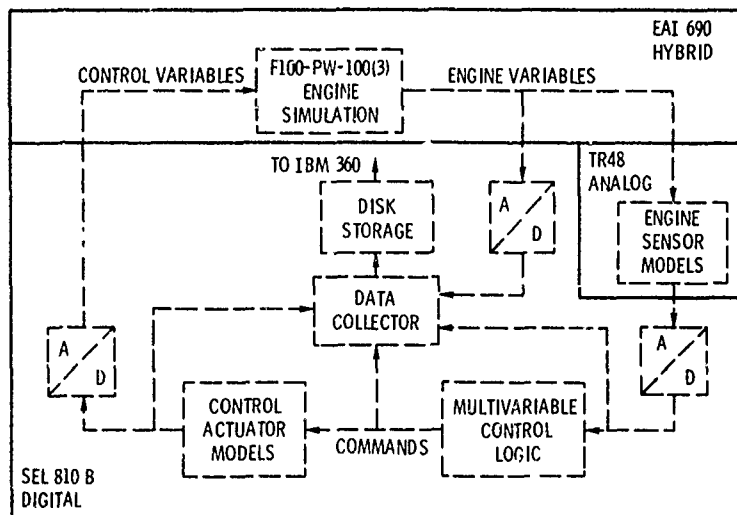 EAI 690
HYBRID
CONTROL VARIABLES
F100-PW-100(3)
ENGINE
SIMULATION
ENGINE VARIABLES
TO IBM 360
TR48
ANALOG
DISK
STORAGE
A
D
ENGINE
SENSOR
MODELS
DATA
COLLECTOR
A
D
A
D
CONTROL
ACTUATOR
MODELS
COMMANDS
MULTIVARIABLE
CONTROL
LOGIC
SEL 810 B
DIGITAL